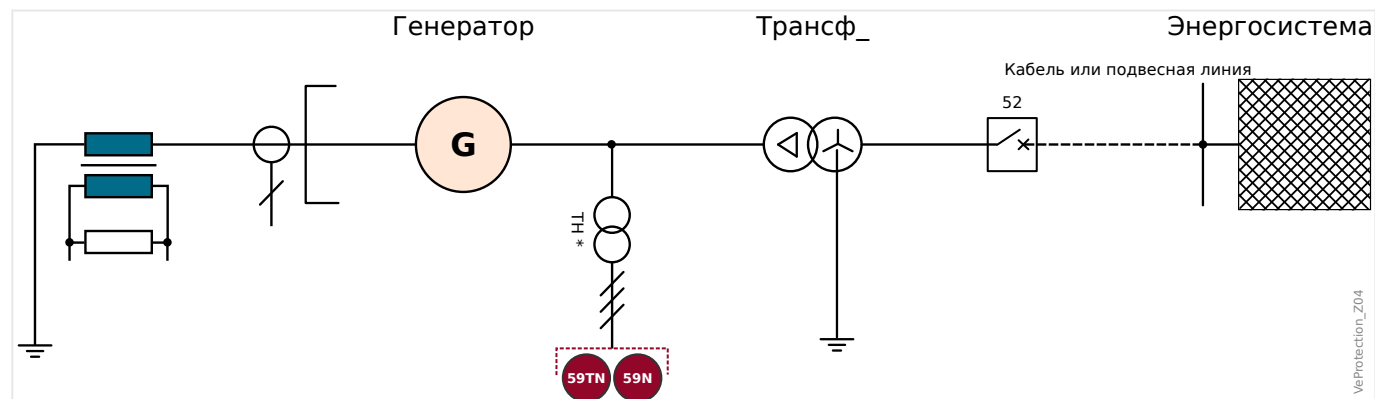 Генератор
Трансф_
Энергосистема
Кабель или подвесная линия
52
G
ТН
*
59TN
59N
VeProtection_Z04